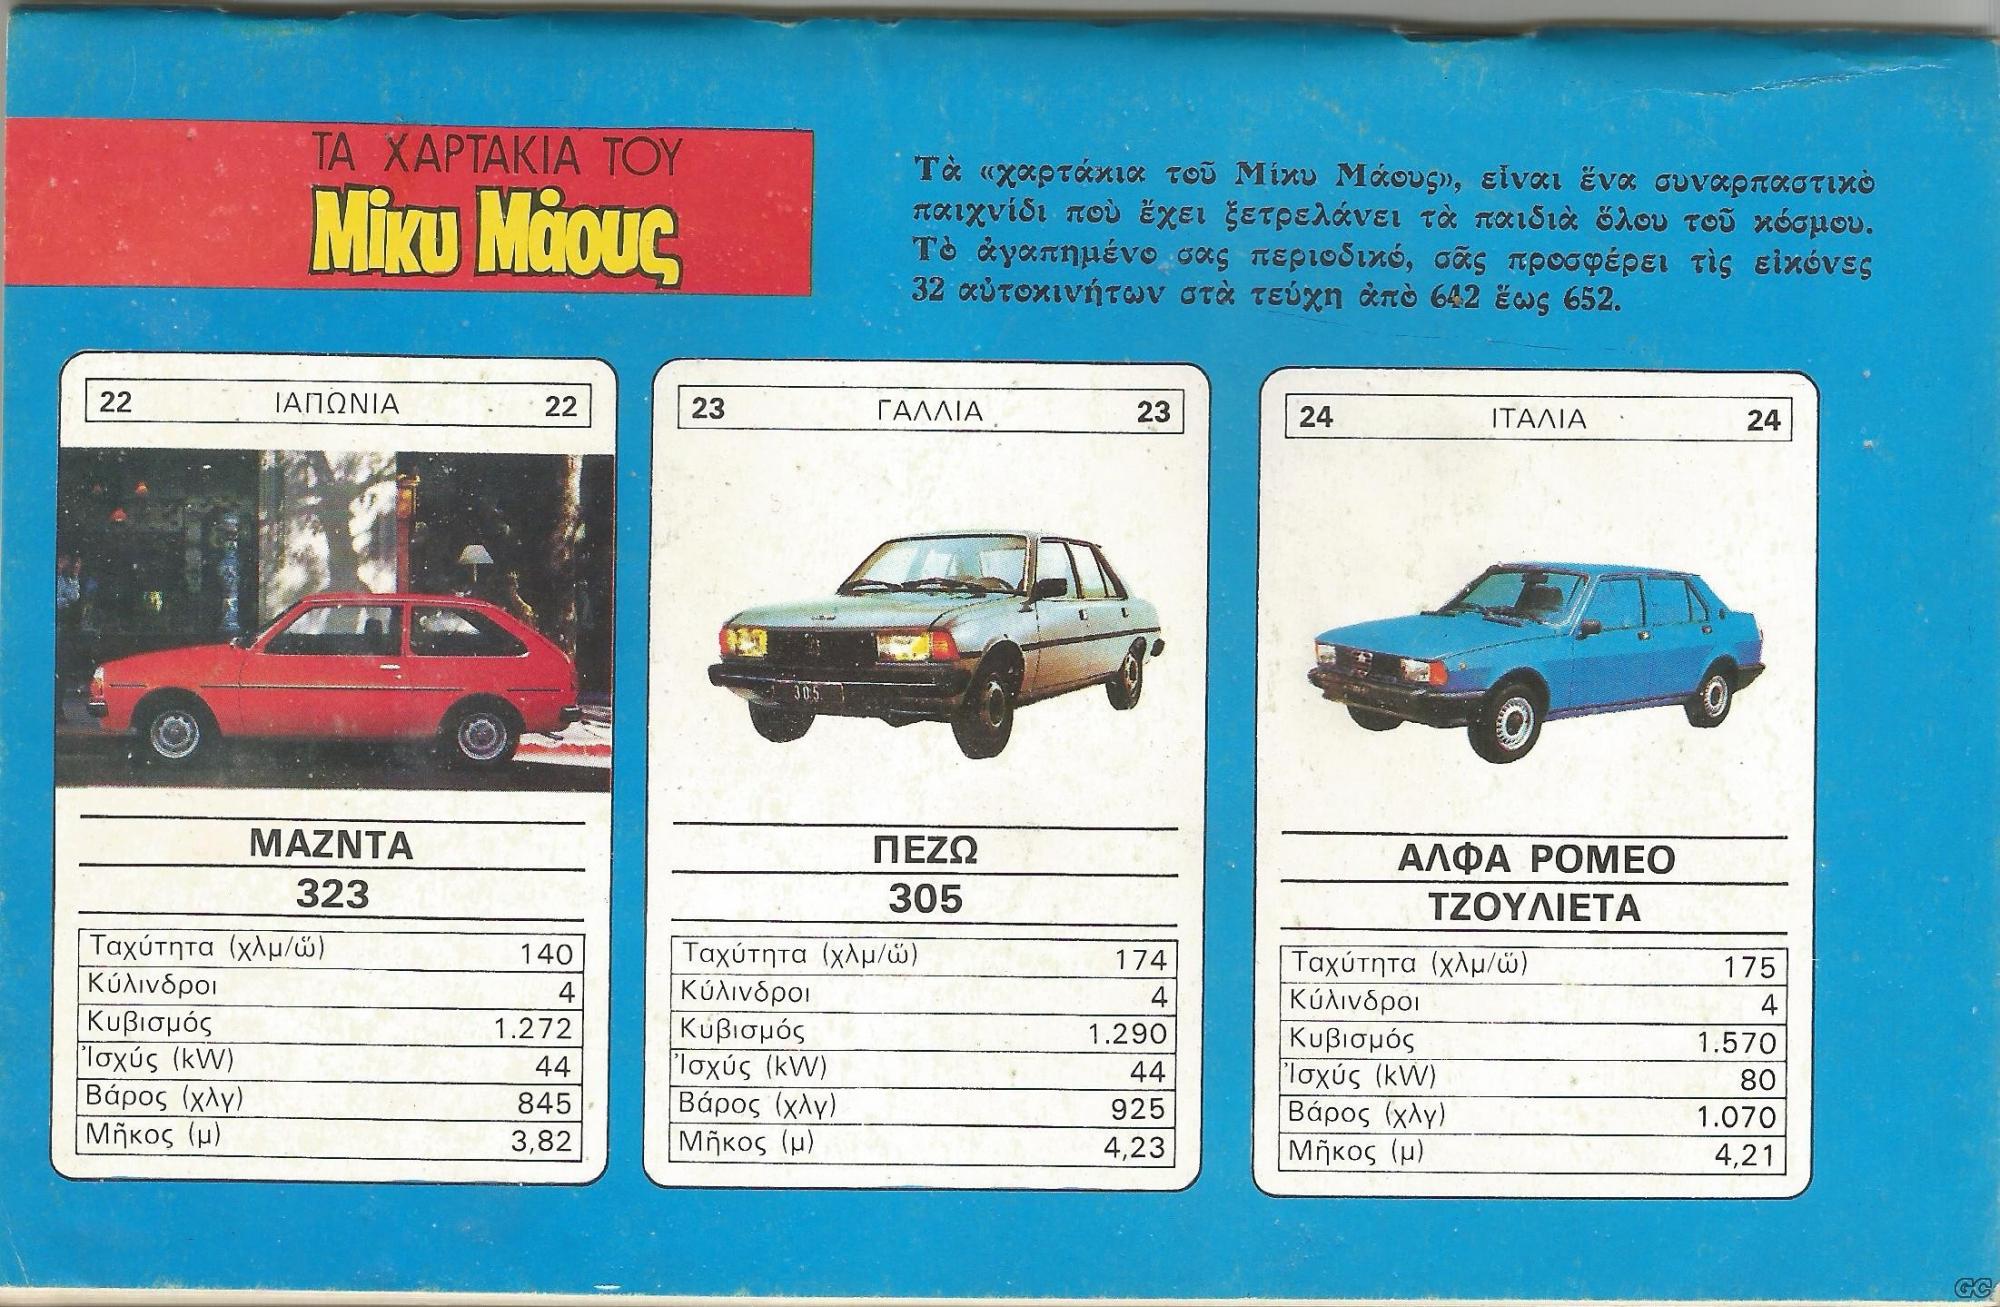 ΤΑ ΧΑΡΤΑΚΙΑ ΤΟΥ
Μίκυ Μάους
Τὰ «χαρτάκια τοῦ Μίκυ Μάους», εἶναι ἕνα συναρπαστικὸ
παιχνίδι ποὺ ἔχει ξετρελάνει τὰ παιδιὰ ὅλου τοῦ κόσμου.
Τὸ ἀγαπημένο σας περιοδικό, σᾶς προσφέρει τὶς εἰκόνες
32 αὐτοκινήτων στὰ τεύχη ἀπὸ 642 ἕως 652.
22 ΙΑΠΩΝΙΑ 22
ΜΑΖΝΤΑ
323
Ταχύτητα (χλμ/ὥ) 140
Κύλινδροι 4
Κυβισμός 1.272
Ἰσχύς (kW) 44
Βάρος (χλγ) 845
Μῆκος (μ) 3,82
23 ΓΑΛΛΙΑ 23
305
ΠΕΖΩ
305
Ταχύτητα (χλμ/ὥ) 174
Κύλινδροι 4
Κυβισμός 1.290
Ἰσχύς (kW) 44
Βάρος (χλγ) 925
Μῆκος (μ) 4,23
24 ΙΤΑΛΙΑ 24
ΑΛΦΑ ΡΟΜΕΟ
ΤΖΟΥΛΙΕΤΑ
Ταχύτητα (χλμ/ὥ) 175
Κύλινδροι 4
Κυβισμός 1.570
Ἰσχύς (kW) 80
Βάρος (χλγ) 1.070
Μῆκος (μ) 4,21
GC